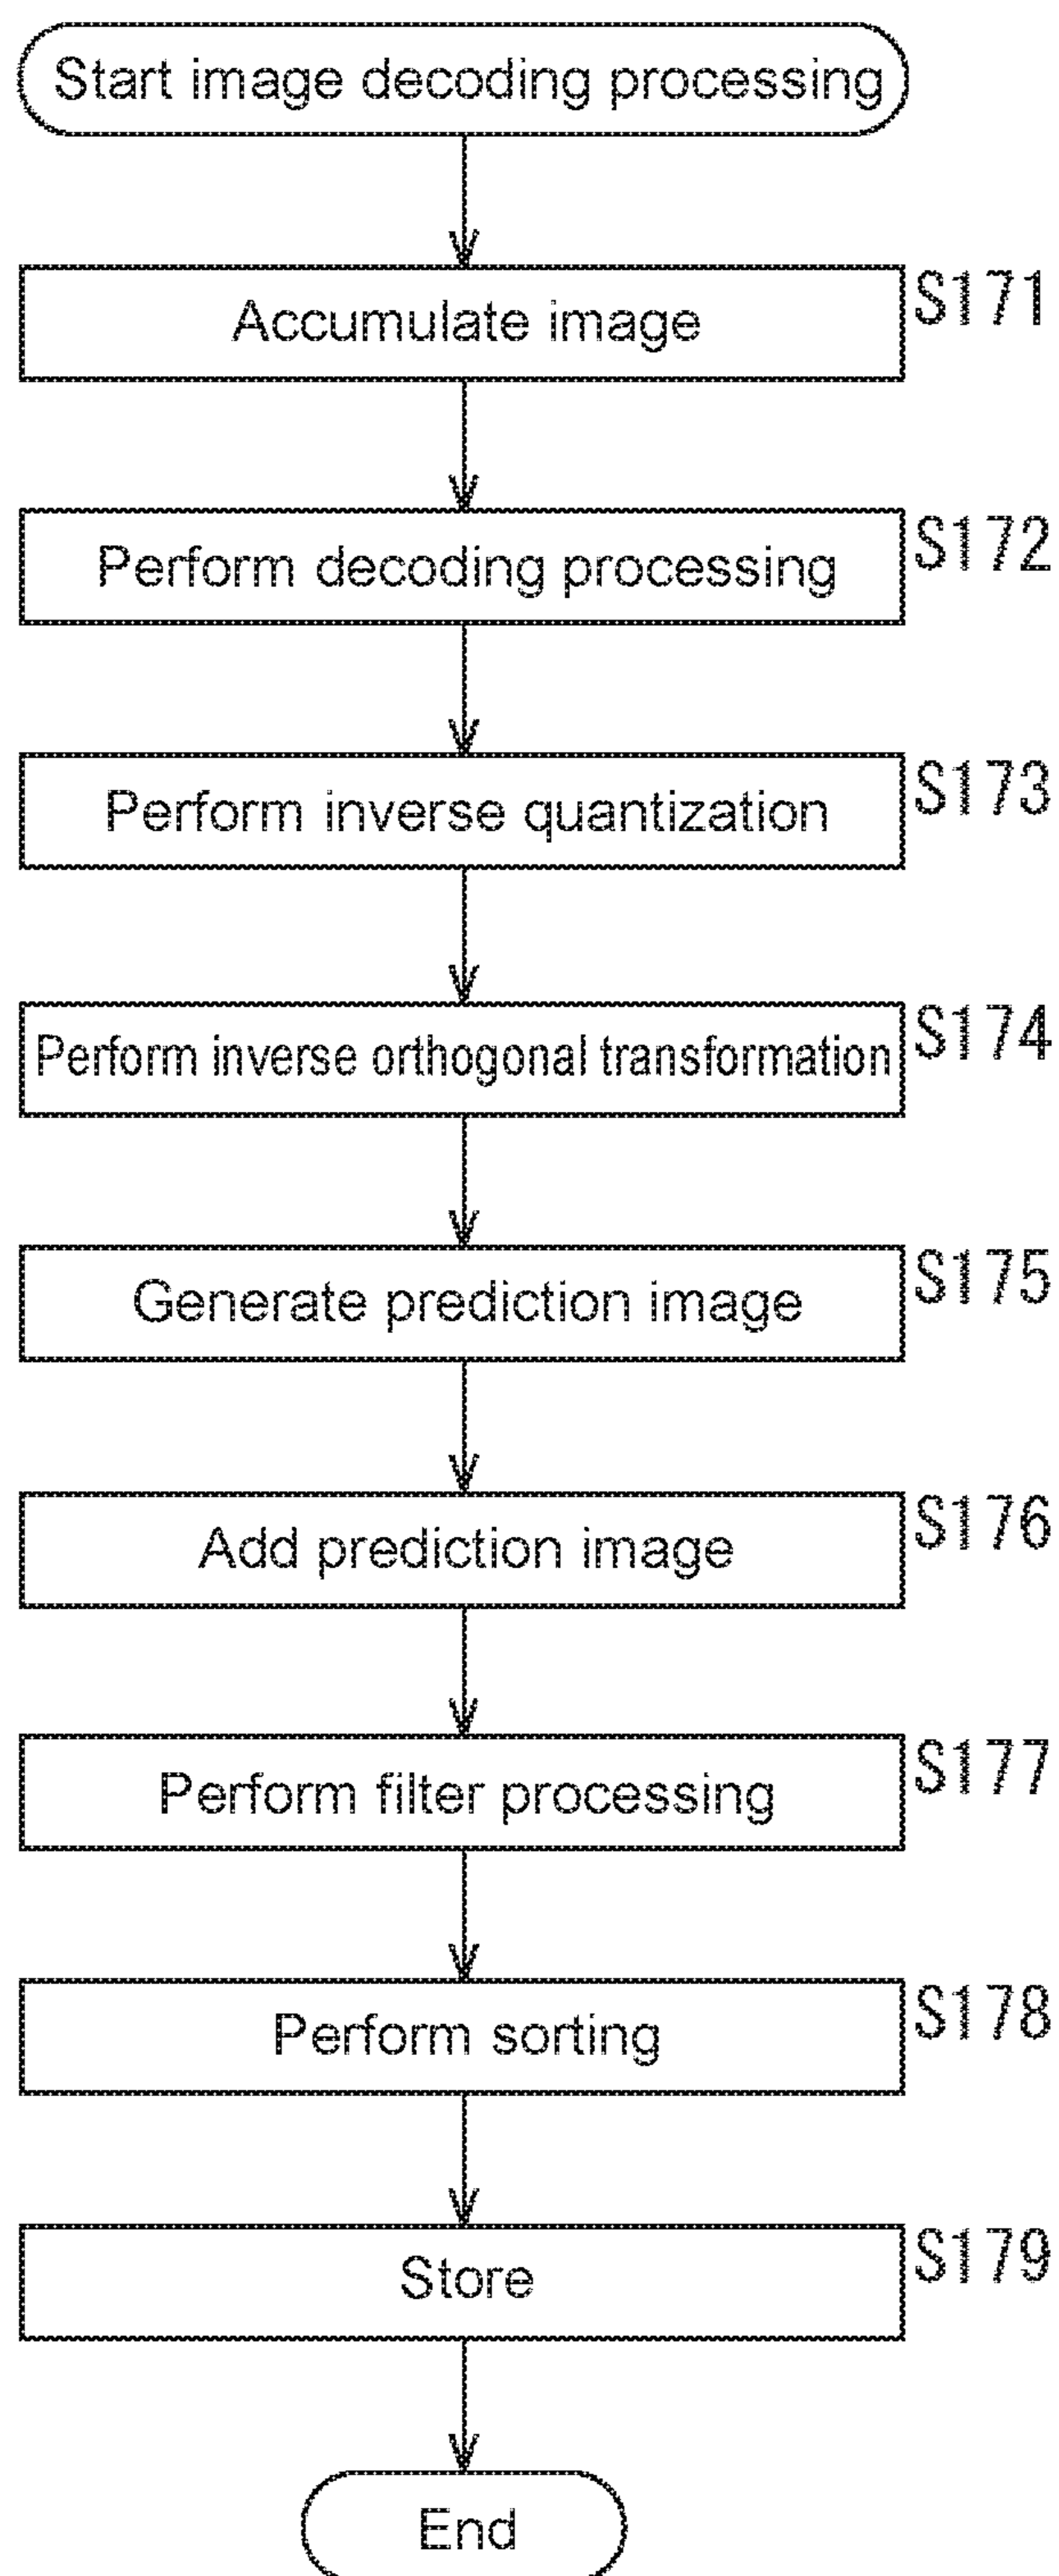 Start image decoding processing
Accumulate image
S171
Perform decoding processing
S172
Perform inverse quantization
S173
Perform inverse orthogonal transformation
S174
Generate prediction image
S175
Add prediction image
S176
Perform filter processing
S177
Perform sorting
S178
Store
S179
End